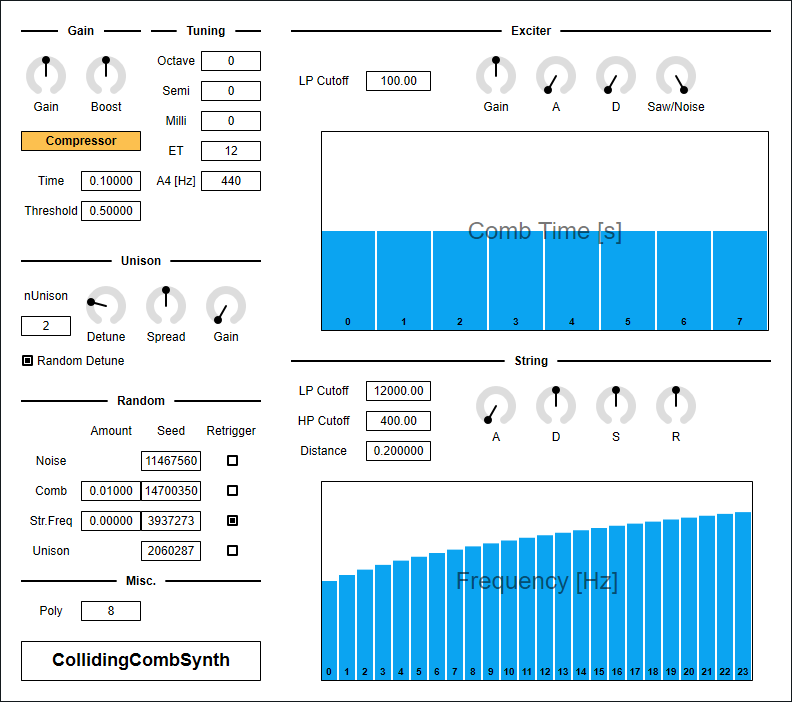 Gain
Gain
Boost
Compressor
Time 0.10000
Threshold 0.50000
Tuning
Octave 0
Semi 0
Milli 0
ET 12
A4 [Hz] 440
Unison
nUnison
2
Detune
Spread
Gain
Random Detune
Random
Amount Seed Retrigger
Noise 11467560
Comb 0.01000 14700350
Str.Freq 0.00000 3937273
Unison 2060287
Misc.
Poly 8
CollidingCombSynth
Exciter
LP Cutoff 100.00
Gain
A
D
Saw/Noise
Comb Time [s]
0 1 2 3 4 5 6 7
String
LP Cutoff 12000.00
HP Cutoff 400.00
Distance 0.200000
A
D
S
R
Frequency [Hz]
0 1 2 3 4 5 6 7 8 9 10 11 12 13 14 15 16 17 18 19 20 21 22 23